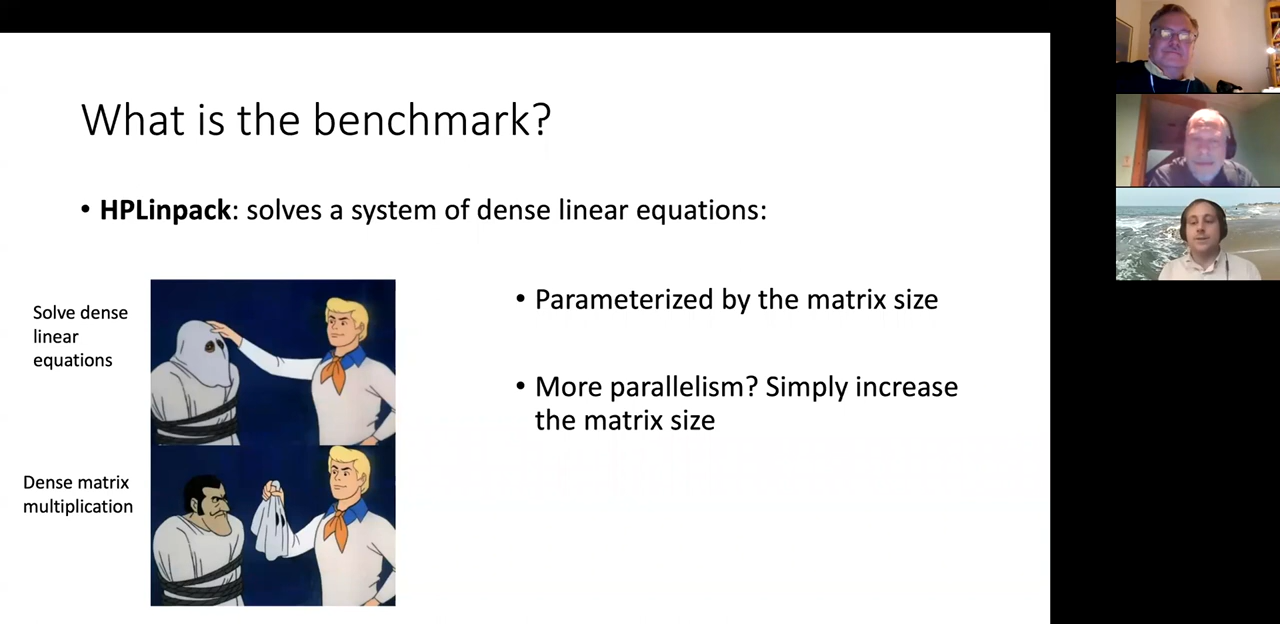 What is the benchmark?
• HPLinpack: solves a system of dense linear equations:
Solve dense
linear
equations
Dense matrix
multiplication
• Parameterized by the matrix size
• More parallelism? Simply increase
the matrix size